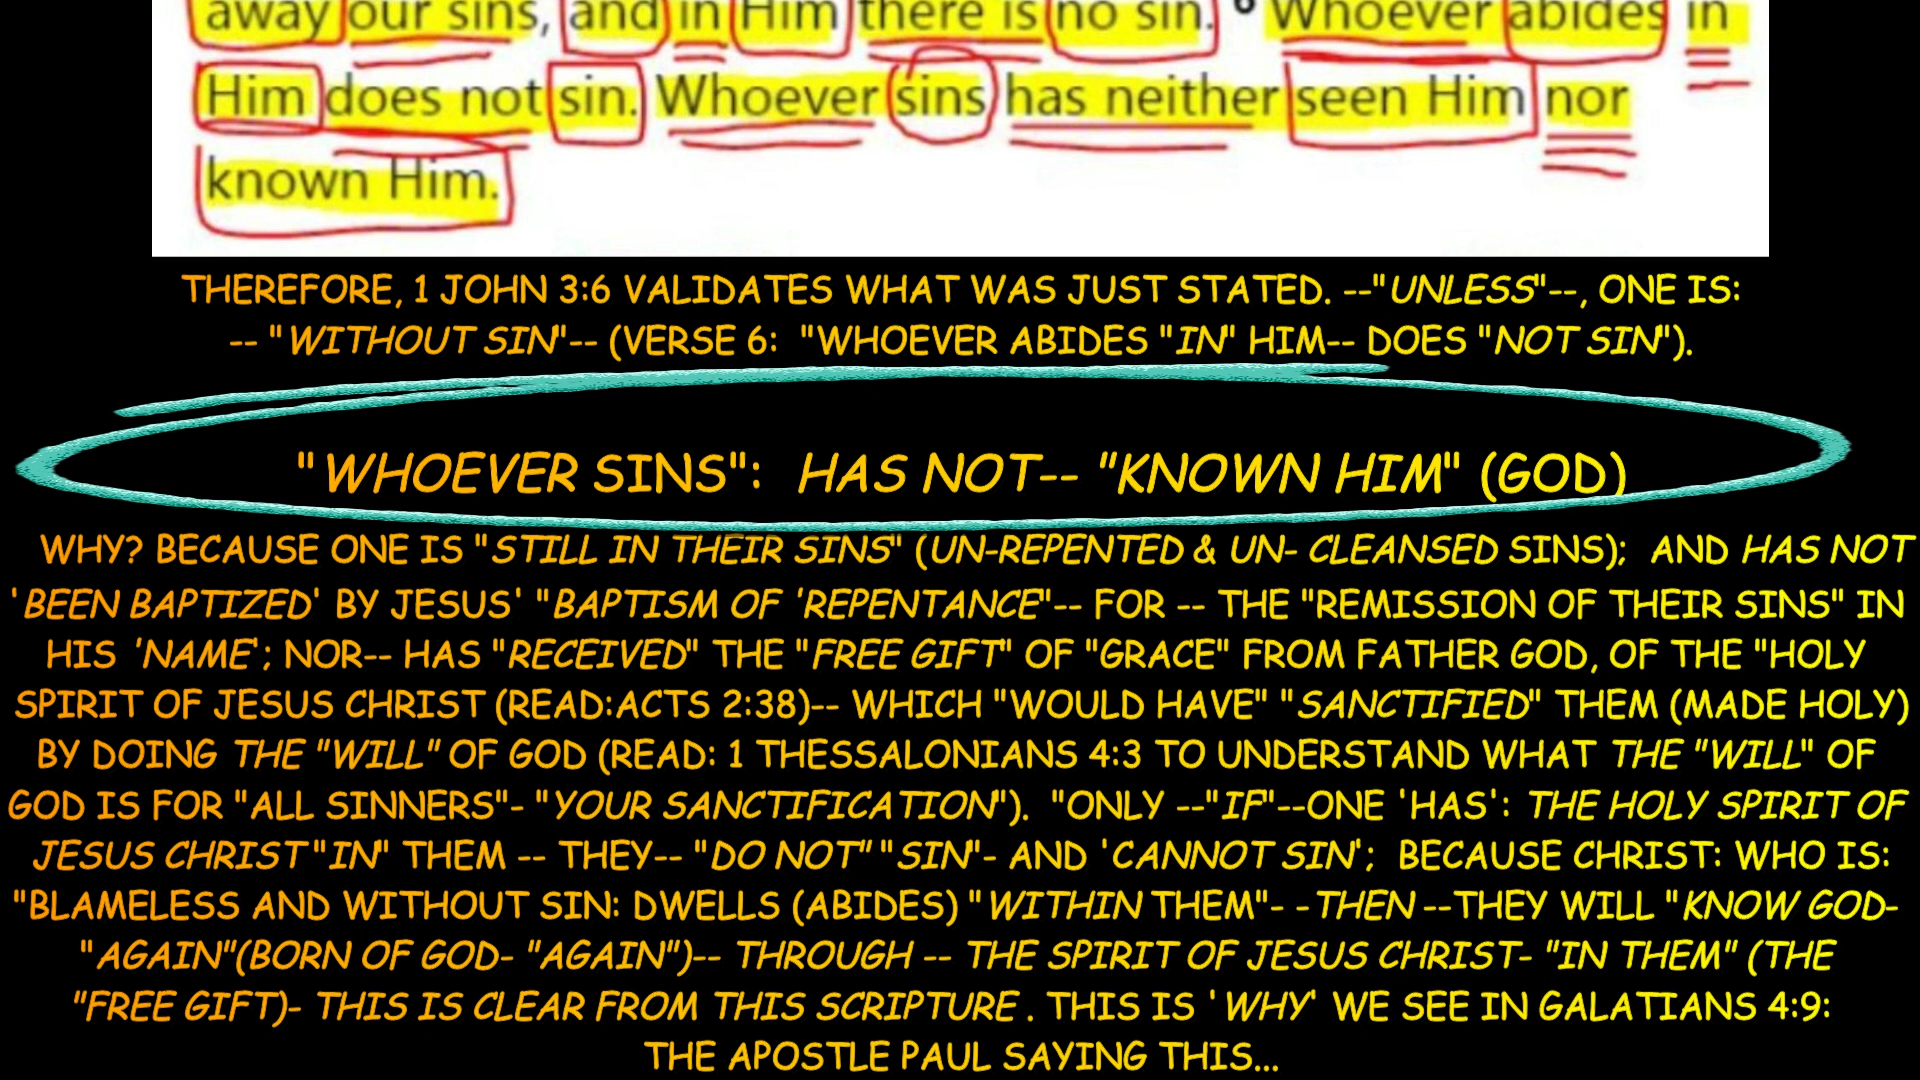 away our sins, and in Him there is no sin. 6 Whoever abides in
Him does not sin. Whoever sins has neither seen Him nor
known Him.
THEREFORE, 1 JOHN 3:6 VALIDATES WHAT WAS JUST STATED. --"UNLESS"--, ONE IS:
-- "WITHOUT SIN"-- (VERSE 6:  "WHOEVER ABIDES "IN" HIM-- DOES "NOT SIN").
"WHOEVER SINS":  HAS NOT-- "KNOWN HIM" (GOD)
WHY? BECAUSE ONE IS "STILL IN THEIR SINS" (UN-REPENTED & UN- CLEANSED SINS);  AND HAS NOT
'BEEN BAPTIZED' BY JESUS' "BAPTISM OF 'REPENTANCE"-- FOR -- THE "REMISSION OF THEIR SINS" IN
HIS 'NAME'; NOR-- HAS "RECEIVED" THE "FREE GIFT" OF "GRACE" FROM FATHER GOD, OF THE "HOLY
SPIRIT OF JESUS CHRIST (READ:ACTS 2:38)-- WHICH "WOULD HAVE" "SANCTIFIED" THEM (MADE HOLY)
BY DOING THE "WILL" OF GOD (READ: 1 THESSALONIANS 4:3 TO UNDERSTAND WHAT THE "WILL" OF
GOD IS FOR "ALL SINNERS"- "YOUR SANCTIFICATION").  "ONLY --"IF"--ONE 'HAS': THE HOLY SPIRIT OF
JESUS CHRIST "IN" THEM -- THEY-- "DO NOT" "SIN"- AND 'CANNOT SIN';  BECAUSE CHRIST: WHO IS:
"BLAMELESS AND WITHOUT SIN: DWELLS (ABIDES) "WITHIN THEM"- -THEN --THEY WILL "KNOW GOD-
"AGAIN"(BORN OF GOD- "AGAIN")-- THROUGH -- THE SPIRIT OF JESUS CHRIST- "IN THEM" (THE
"FREE GIFT)- THIS IS CLEAR FROM THIS SCRIPTURE . THIS IS 'WHY' WE SEE IN GALATIANS 4:9:
THE APOSTLE PAUL SAYING THIS...